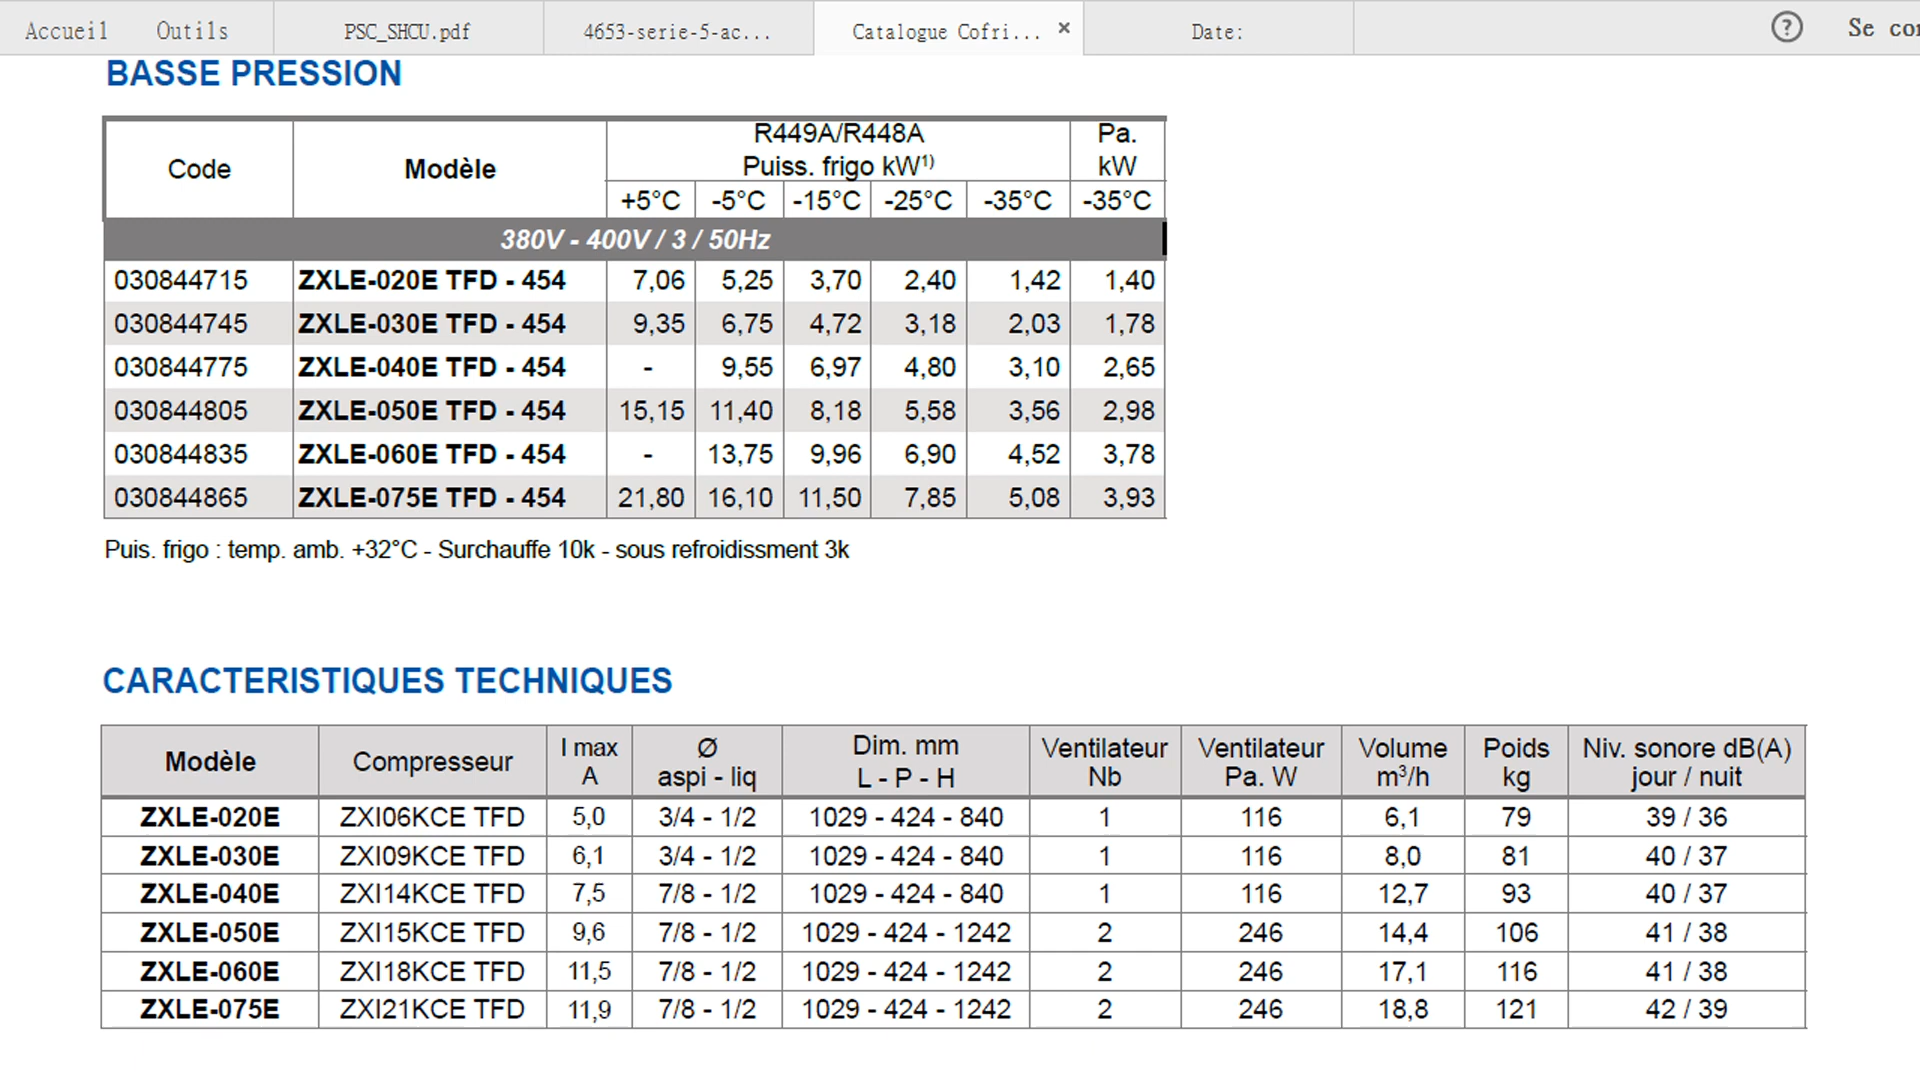 Accueil Outils PSC_SHCU.pdf 4653-serie-5-ac... Catalogue Cofri... × Date: ? Se con
BASSE PRESSION
Code Modèle R449A/R448A Puiss. frigo kW1) Pa. kW
+5°C -5°C -15°C -25°C -35°C -35°C
380V - 400V / 3 / 50Hz
030844715 ZXLE-020E TFD - 454 7,06 5,25 3,70 2,40 1,42 1,40
030844745 ZXLE-030E TFD - 454 9,35 6,75 4,72 3,18 2,03 1,78
030844775 ZXLE-040E TFD - 454 - 9,55 6,97 4,80 3,10 2,65
030844805 ZXLE-050E TFD - 454 15,15 11,40 8,18 5,58 3,56 2,98
030844835 ZXLE-060E TFD - 454 - 13,75 9,96 6,90 4,52 3,78
030844865 ZXLE-075E TFD - 454 21,80 16,10 11,50 7,85 5,08 3,93
Puis. frigo : temp. amb. +32°C - Surchauffe 10k - sous refroidissment 3k
CARACTERISTIQUES TECHNIQUES
Modèle Compresseur I max A Ø aspi - liq Dim. mm L - P - H Ventilateur Nb Ventilateur Pa. W Volume m³/h Poids kg Niv. sonore dB(A) jour / nuit
ZXLE-020E ZXI06KCE TFD 5,0 3/4 - 1/2 1029 - 424 - 840 1 116 6,1 79 39 / 36
ZXLE-030E ZXI09KCE TFD 6,1 3/4 - 1/2 1029 - 424 - 840 1 116 8,0 81 40 / 37
ZXLE-040E ZXI14KCE TFD 7,5 7/8 - 1/2 1029 - 424 - 840 1 116 12,7 93 40 / 37
ZXLE-050E ZXI15KCE TFD 9,6 7/8 - 1/2 1029 - 424 - 1242 2 246 14,4 106 41 / 38
ZXLE-060E ZXI18KCE TFD 11,5 7/8 - 1/2 1029 - 424 - 1242 2 246 17,1 116 41 / 38
ZXLE-075E ZXI21KCE TFD 11,9 7/8 - 1/2 1029 - 424 - 1242 2 246 18,8 121 42 / 39